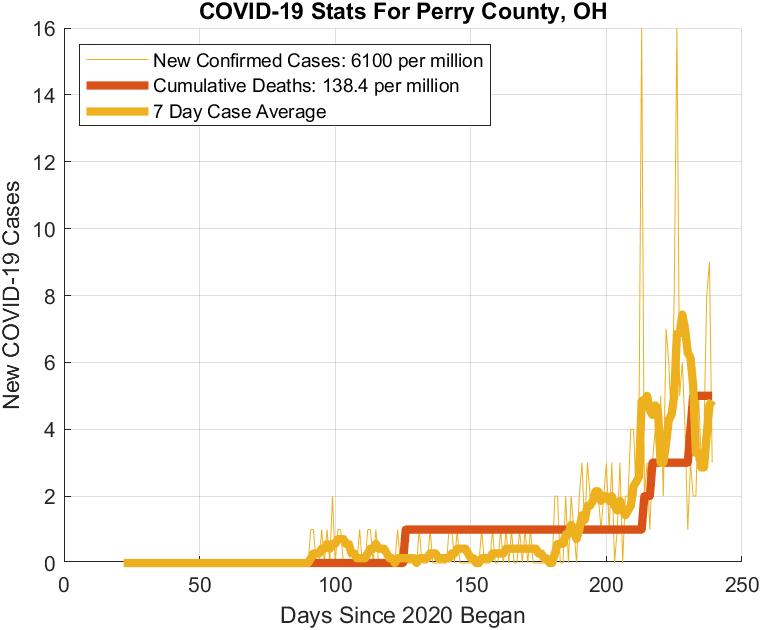 COVID-19 Stats For Perry County, OH
New Confirmed Cases: 6100 per million
Cumulative Deaths: 138.4 per million
7 Day Case Average
New COVID-19 Cases
16
14
12
10
8
6
4
2
0
0 50 100 150 200 250
Days Since 2020 Began